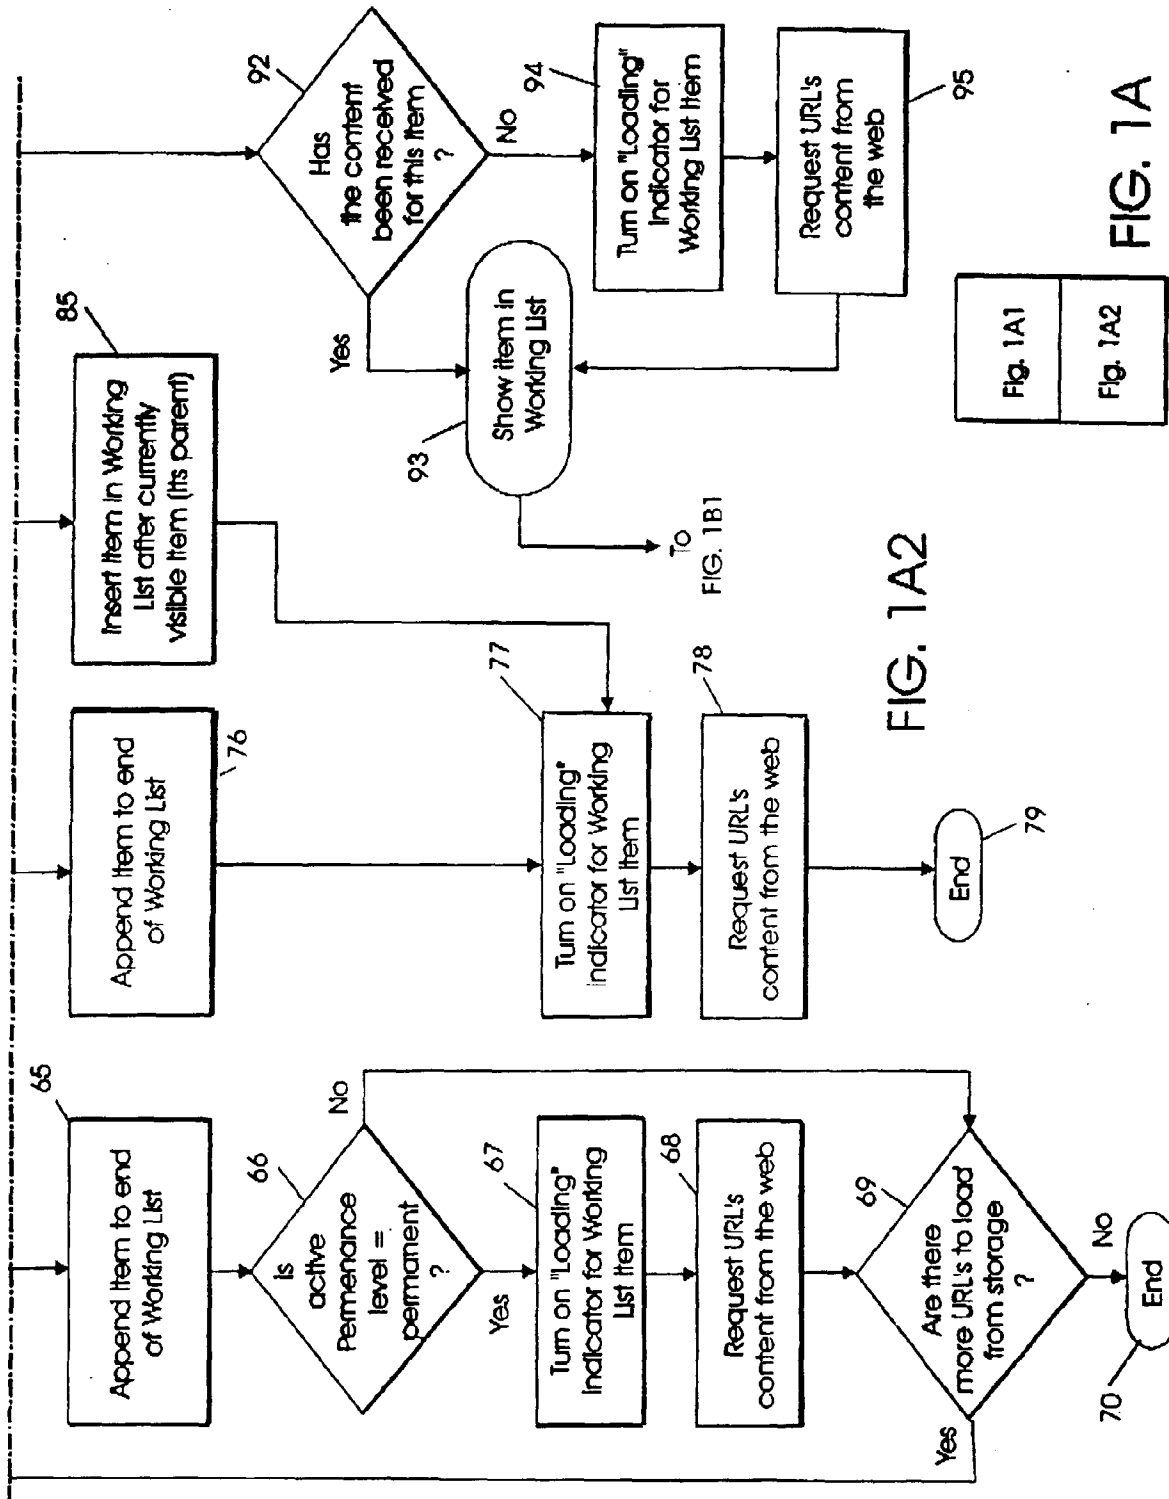 65
Append Item to end
of Working List
66
Is
active
Permenance
level =
permanent
?
No
Yes
67
Turn on "Loading"
Indicator for Working
List Item
68
Request URL's
content from the web
69
Are there
more URL's to load
from storage
?
Yes
No
70
End
Append Item to end
of Working List
76
77
Turn on "Loading"
Indicator for Working
List Item
78
Request URL's
content from the web
79
End
85
Insert Item in Working
List after currently
visible Item (Its parent)
92
Has
the content
been received
for this Item
?
Yes
No
93
Show item in
Working List
To
FIG. 1B1
94
Turn on "Loading"
Indicator for
Working List Item
95
Request URL's
content from
the web
FIG. 1A2
Fig. 1A1
Fig. 1A2
FIG. 1A